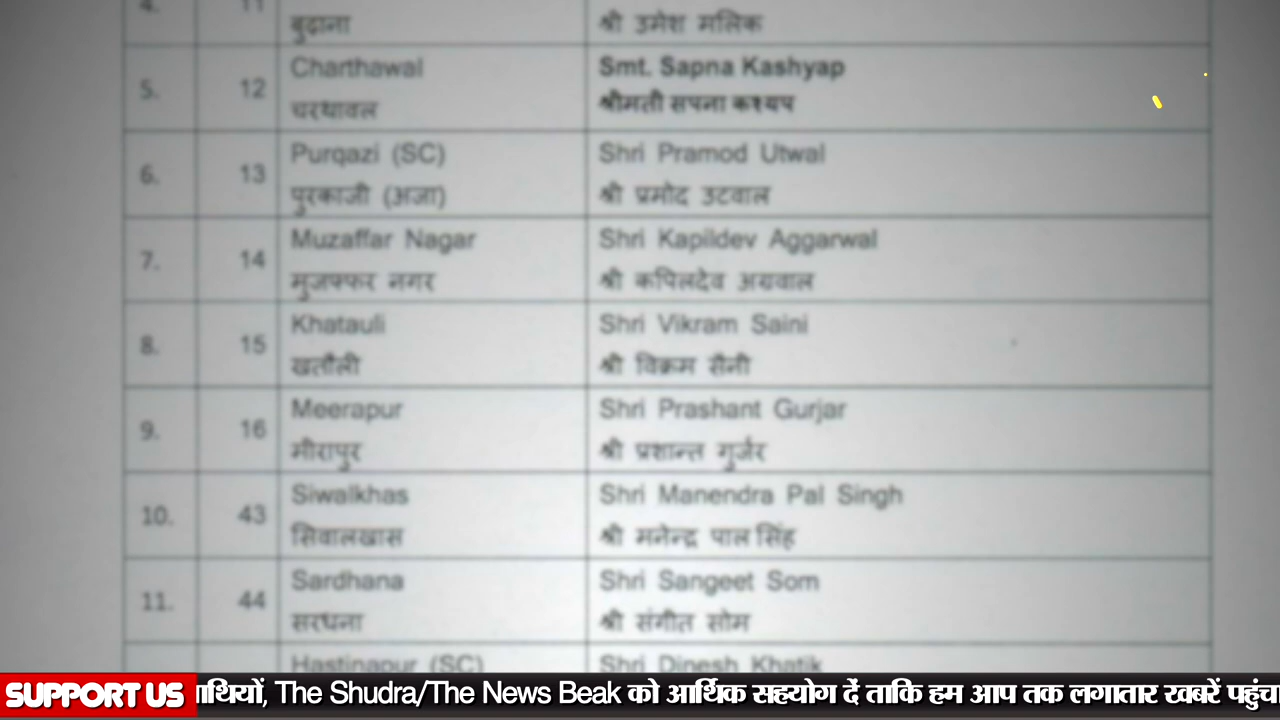 4. 11
बुढ़ाना श्री उमेश मलिक
5. 12 Charthawal Smt. Sapna Kashyap
चरथावल श्रीमती सपना कश्यप
6. 13 Purqazi (SC) Shri Pramod Utwal
पुरकाजी (अजा) श्री प्रमोद उटवाल
7. 14 Muzaffar Nagar Shri Kapildev Aggarwal
मुजफ्फर नगर श्री कपिलदेव अग्रवाल
8. 15 Khatauli Shri Vikram Saini
खतौली श्री विक्रम सैनी
9. 16 Meerapur Shri Prashant Gurjar
मीरापुर श्री प्रशान्त गुर्जर
10. 43 Siwalkhas Shri Manendra Pal Singh
सिवालखास श्री मनेन्द्र पाल सिंह
11. 44 Sardhana Shri Sangeet Som
सरधना श्री संगीत सोम
Hastinapur (SC) Shri Dinesh Khatik
SUPPORT US थियों, The Shudra/The News Beak को आर्थिक सहयोग दें ताकि हम आप तक लगातार खबरें पहुंचा